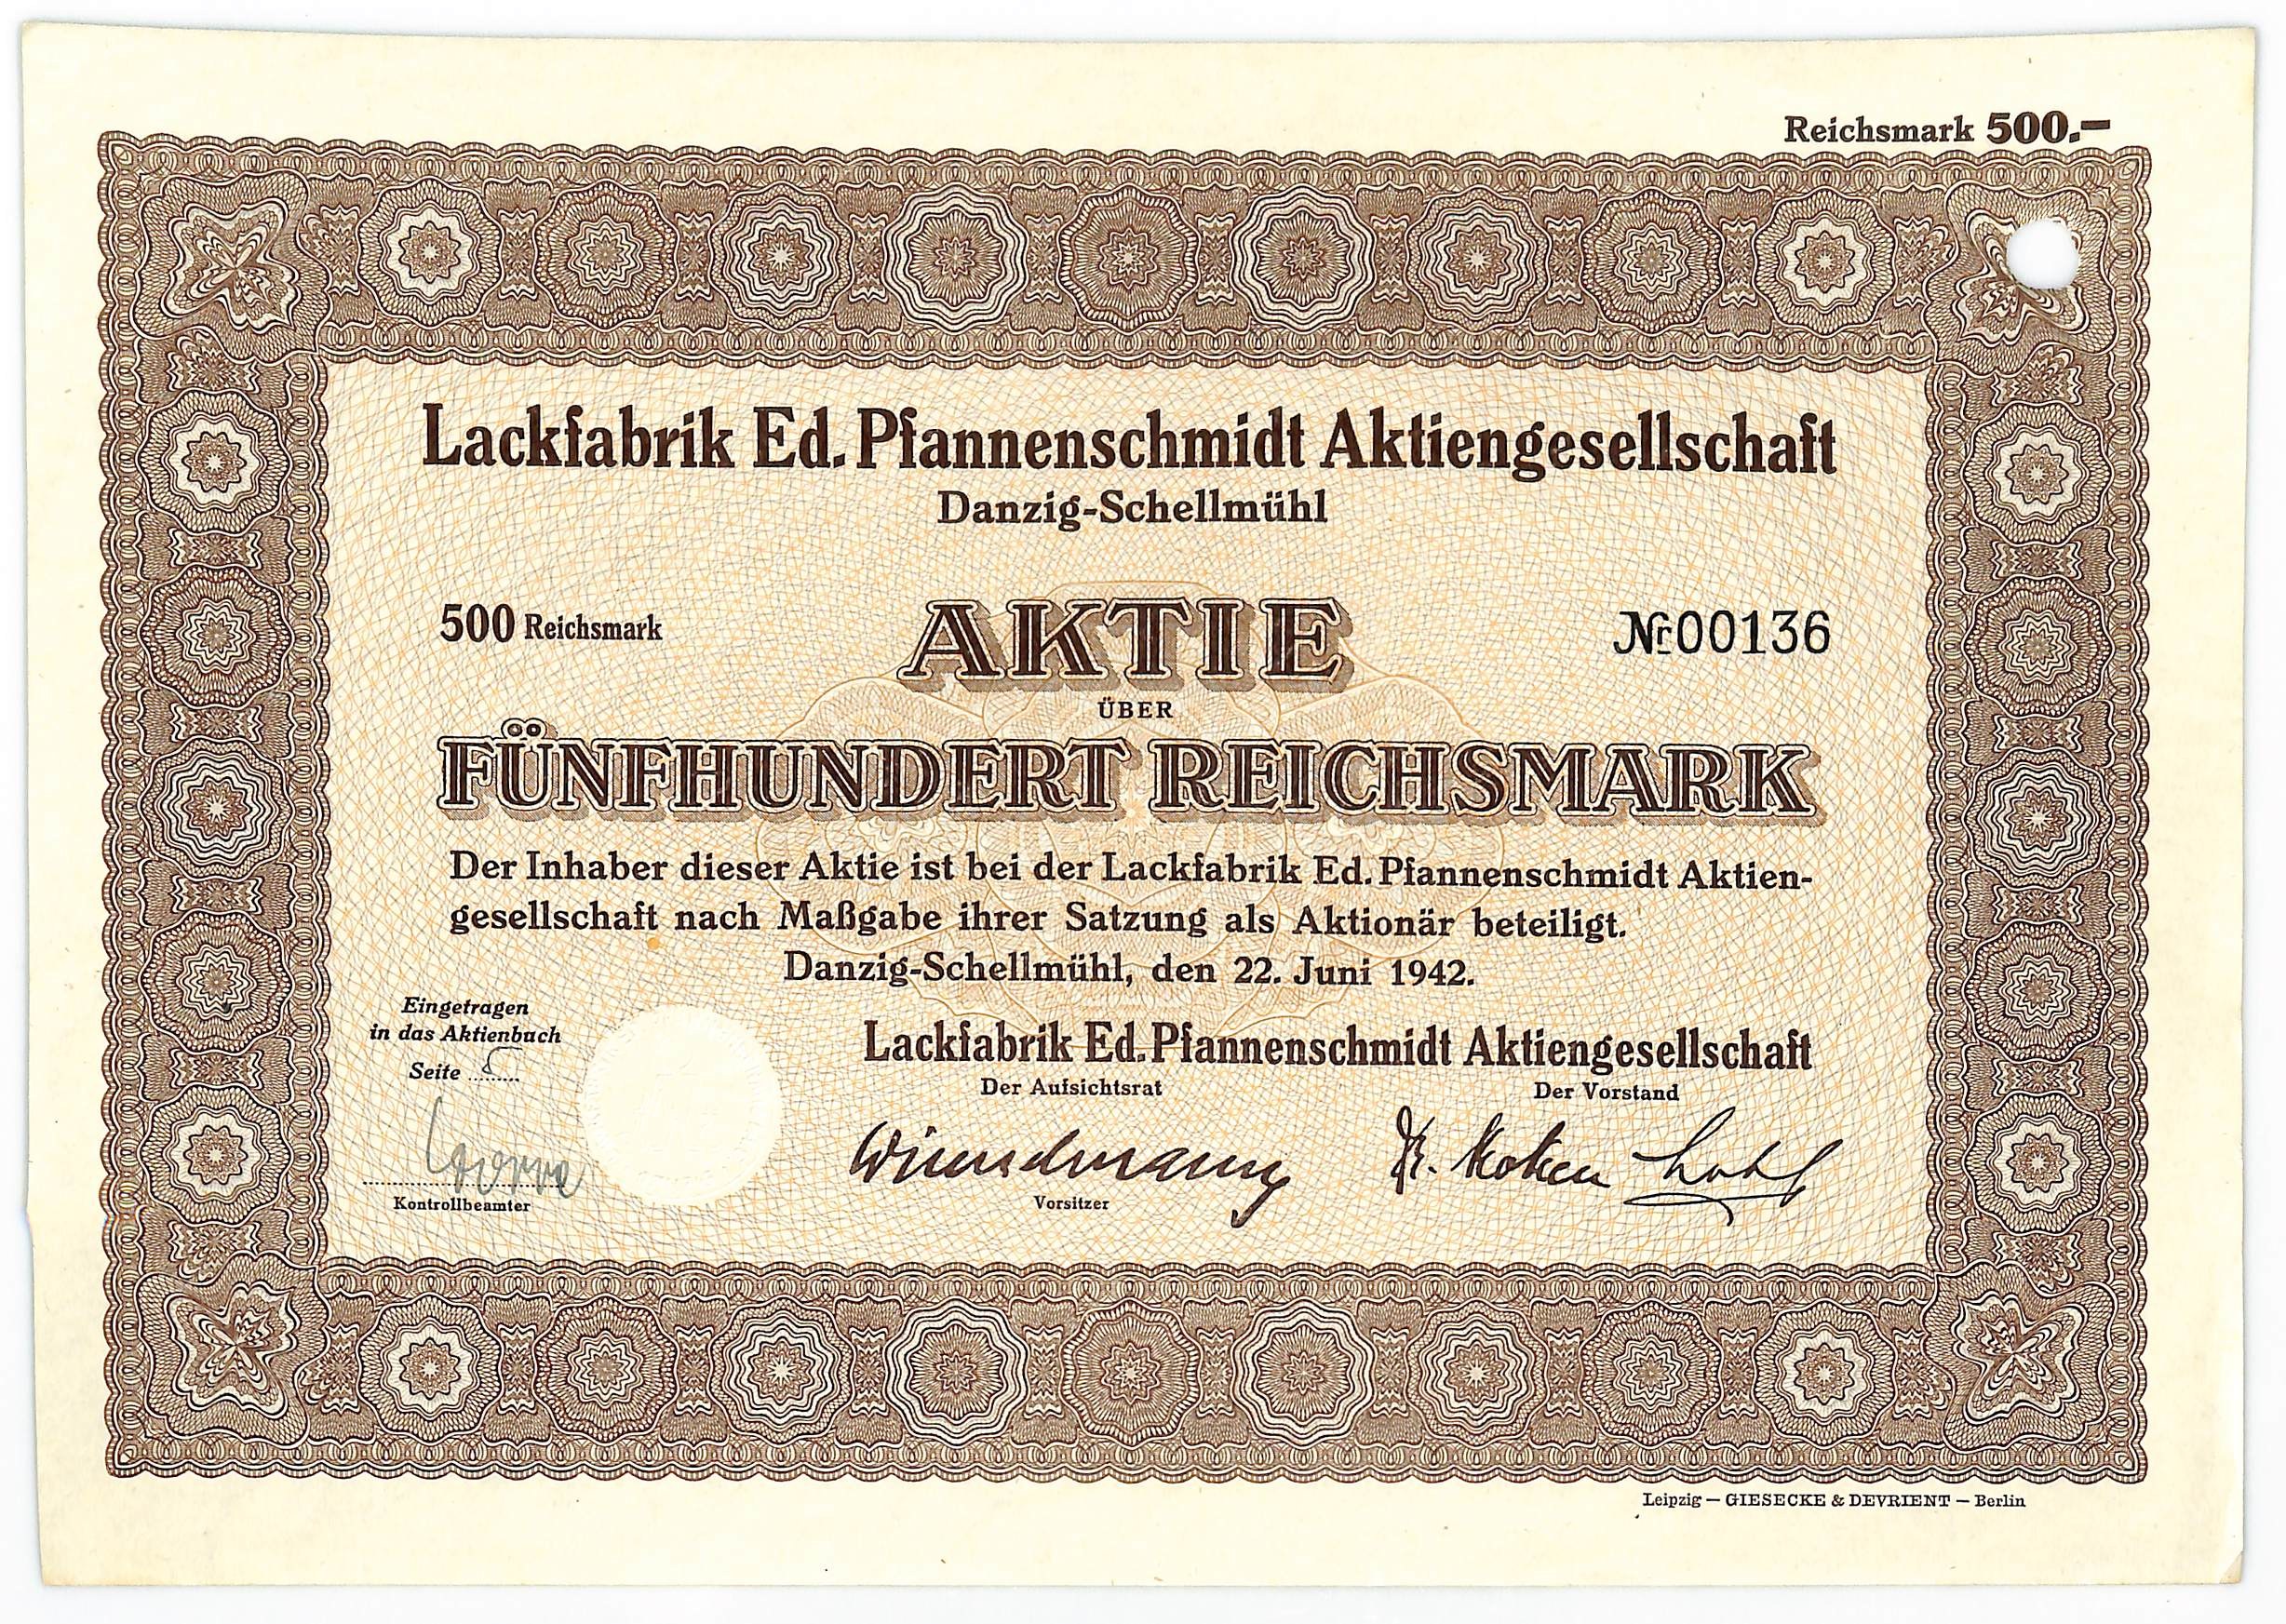 Reichsmark 500.–
Lackfabrik Ed. Pfannenschmidt Aktiengesellschaft
Danzig-Schellmühl
500 Reichsmark
AKTIE
Nr 00136
ÜBER
FÜNFHUNDERT REICHSMARK
Der Inhaber dieser Aktie ist bei der Lackfabrik Ed. Pfannenschmidt Aktien-
gesellschaft nach Maßgabe ihrer Satzung als Aktionär beteiligt.
Danzig-Schellmühl, den 22. Juni 1942.
Eingetragen
in das Aktienbuch
Seite 5
Kontrollbeamter
Lackfabrik Ed. Pfannenschmidt Aktiengesellschaft
Der Aufsichtsrat
Der Vorstand
Vorsitzer
Leipzig — GIESECKE & DEVRIENT — Berlin